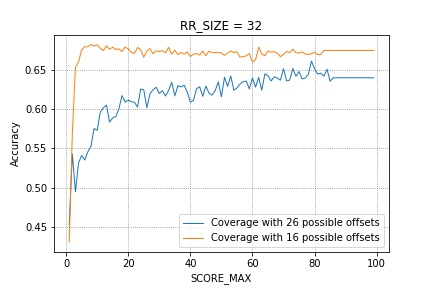 RR_SIZE = 32
0.65
0.60
0.55
0.50
0.45
Accuracy
Coverage with 26 possible offsets
Coverage with 16 possible offsets
0 20 40 60 80 100
SCORE_MAX